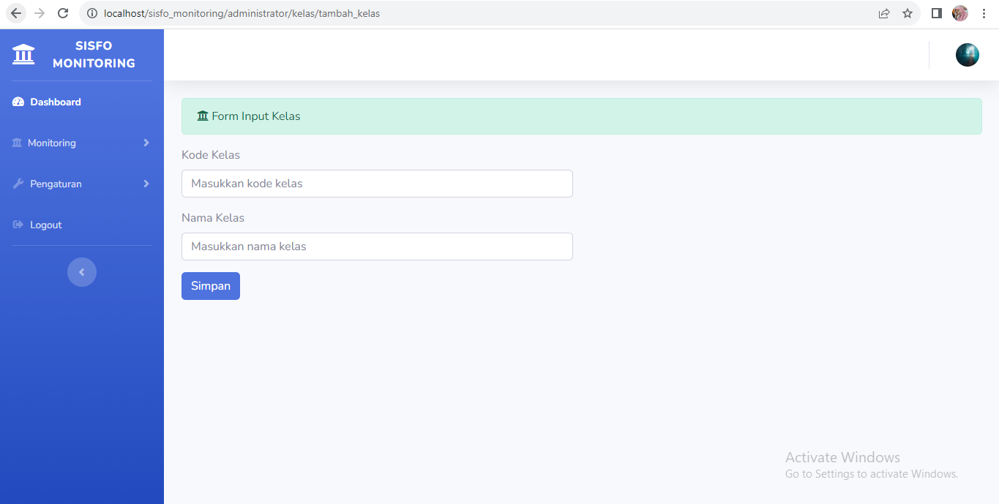 localhost/sisfo_monitoring/administrator/kelas/tambah_kelas
SISFO
MONITORING
Dashboard
Monitoring
Pengaturan
Logout
Form Input Kelas
Kode Kelas
Masukkan kode kelas
Nama Kelas
Masukkan nama kelas
Simpan
Activate Windows
Go to Settings to activate Windows.